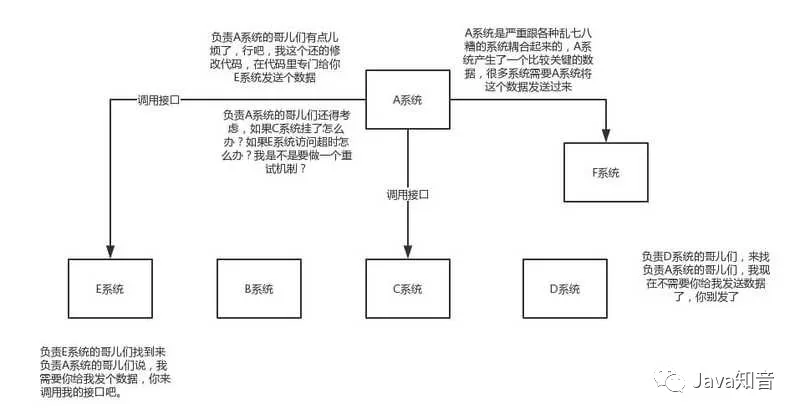 负责A系统的哥儿们有点儿
烦了，行吧，我这个还的修
改代码，在代码里专门给你
E系统发送个数据
A系统是严重跟各种乱七八
糟的系统耦合起来的，A系
统产生了一个比较关键的数
据，很多系统需要A系统将
这个数据发送过来
调用接口
A系统
负责A系统的哥儿们还得考
虑，如果C系统挂了怎么
办？如果E系统访问超时怎
么办？我是不是要做一个重
试机制？
F系统
调用接口
E系统
B系统
C系统
D系统
负责D系统的哥儿们，来找
负责A系统的哥儿们，我现
在不需要你给我发送数据
了，你别发了
负责E系统的哥儿们找到来
负责A系统的哥儿们说，我
需要你给我发个数据，你来
调用我的接口吧。
Java知音